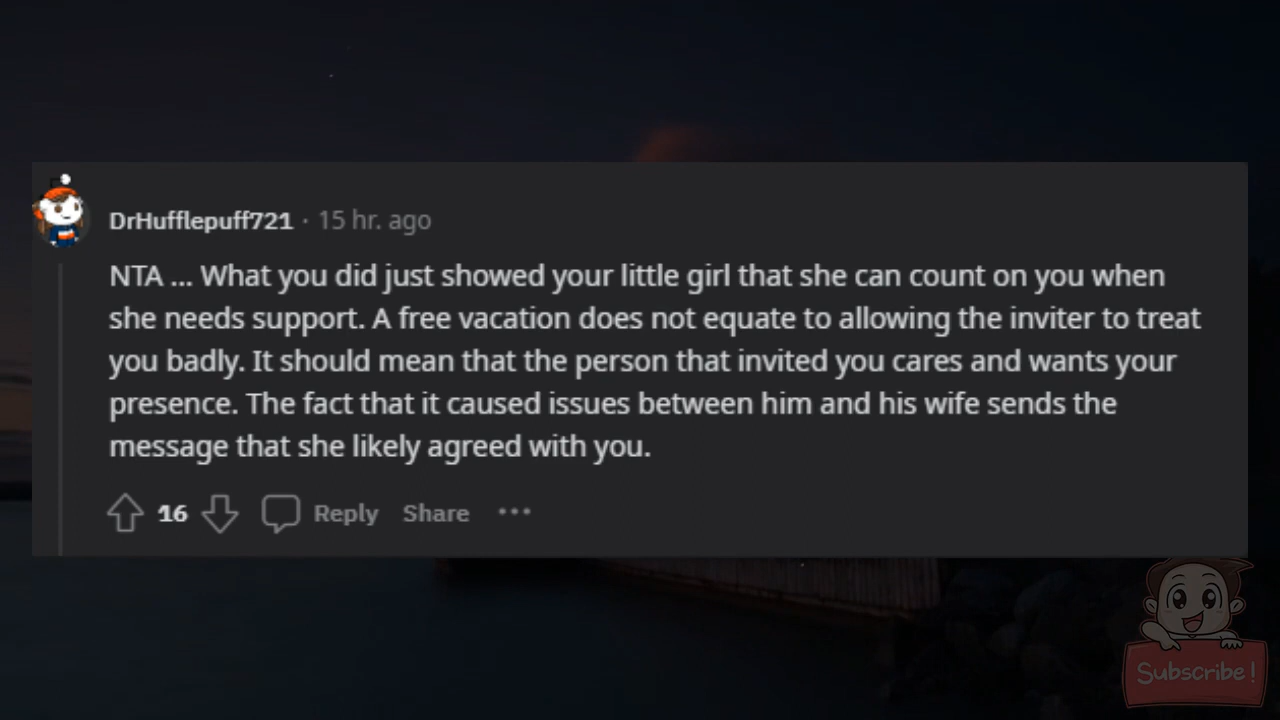 DrHufflepuff721 · 15 hr. ago
NTA ... What you did just showed your little girl that she can count on you when
she needs support. A free vacation does not equate to allowing the inviter to treat
you badly. It should mean that the person that invited you cares and wants your
presence. The fact that it caused issues between him and his wife sends the
message that she likely agreed with you.
16 Reply Share ···
Subscribe!